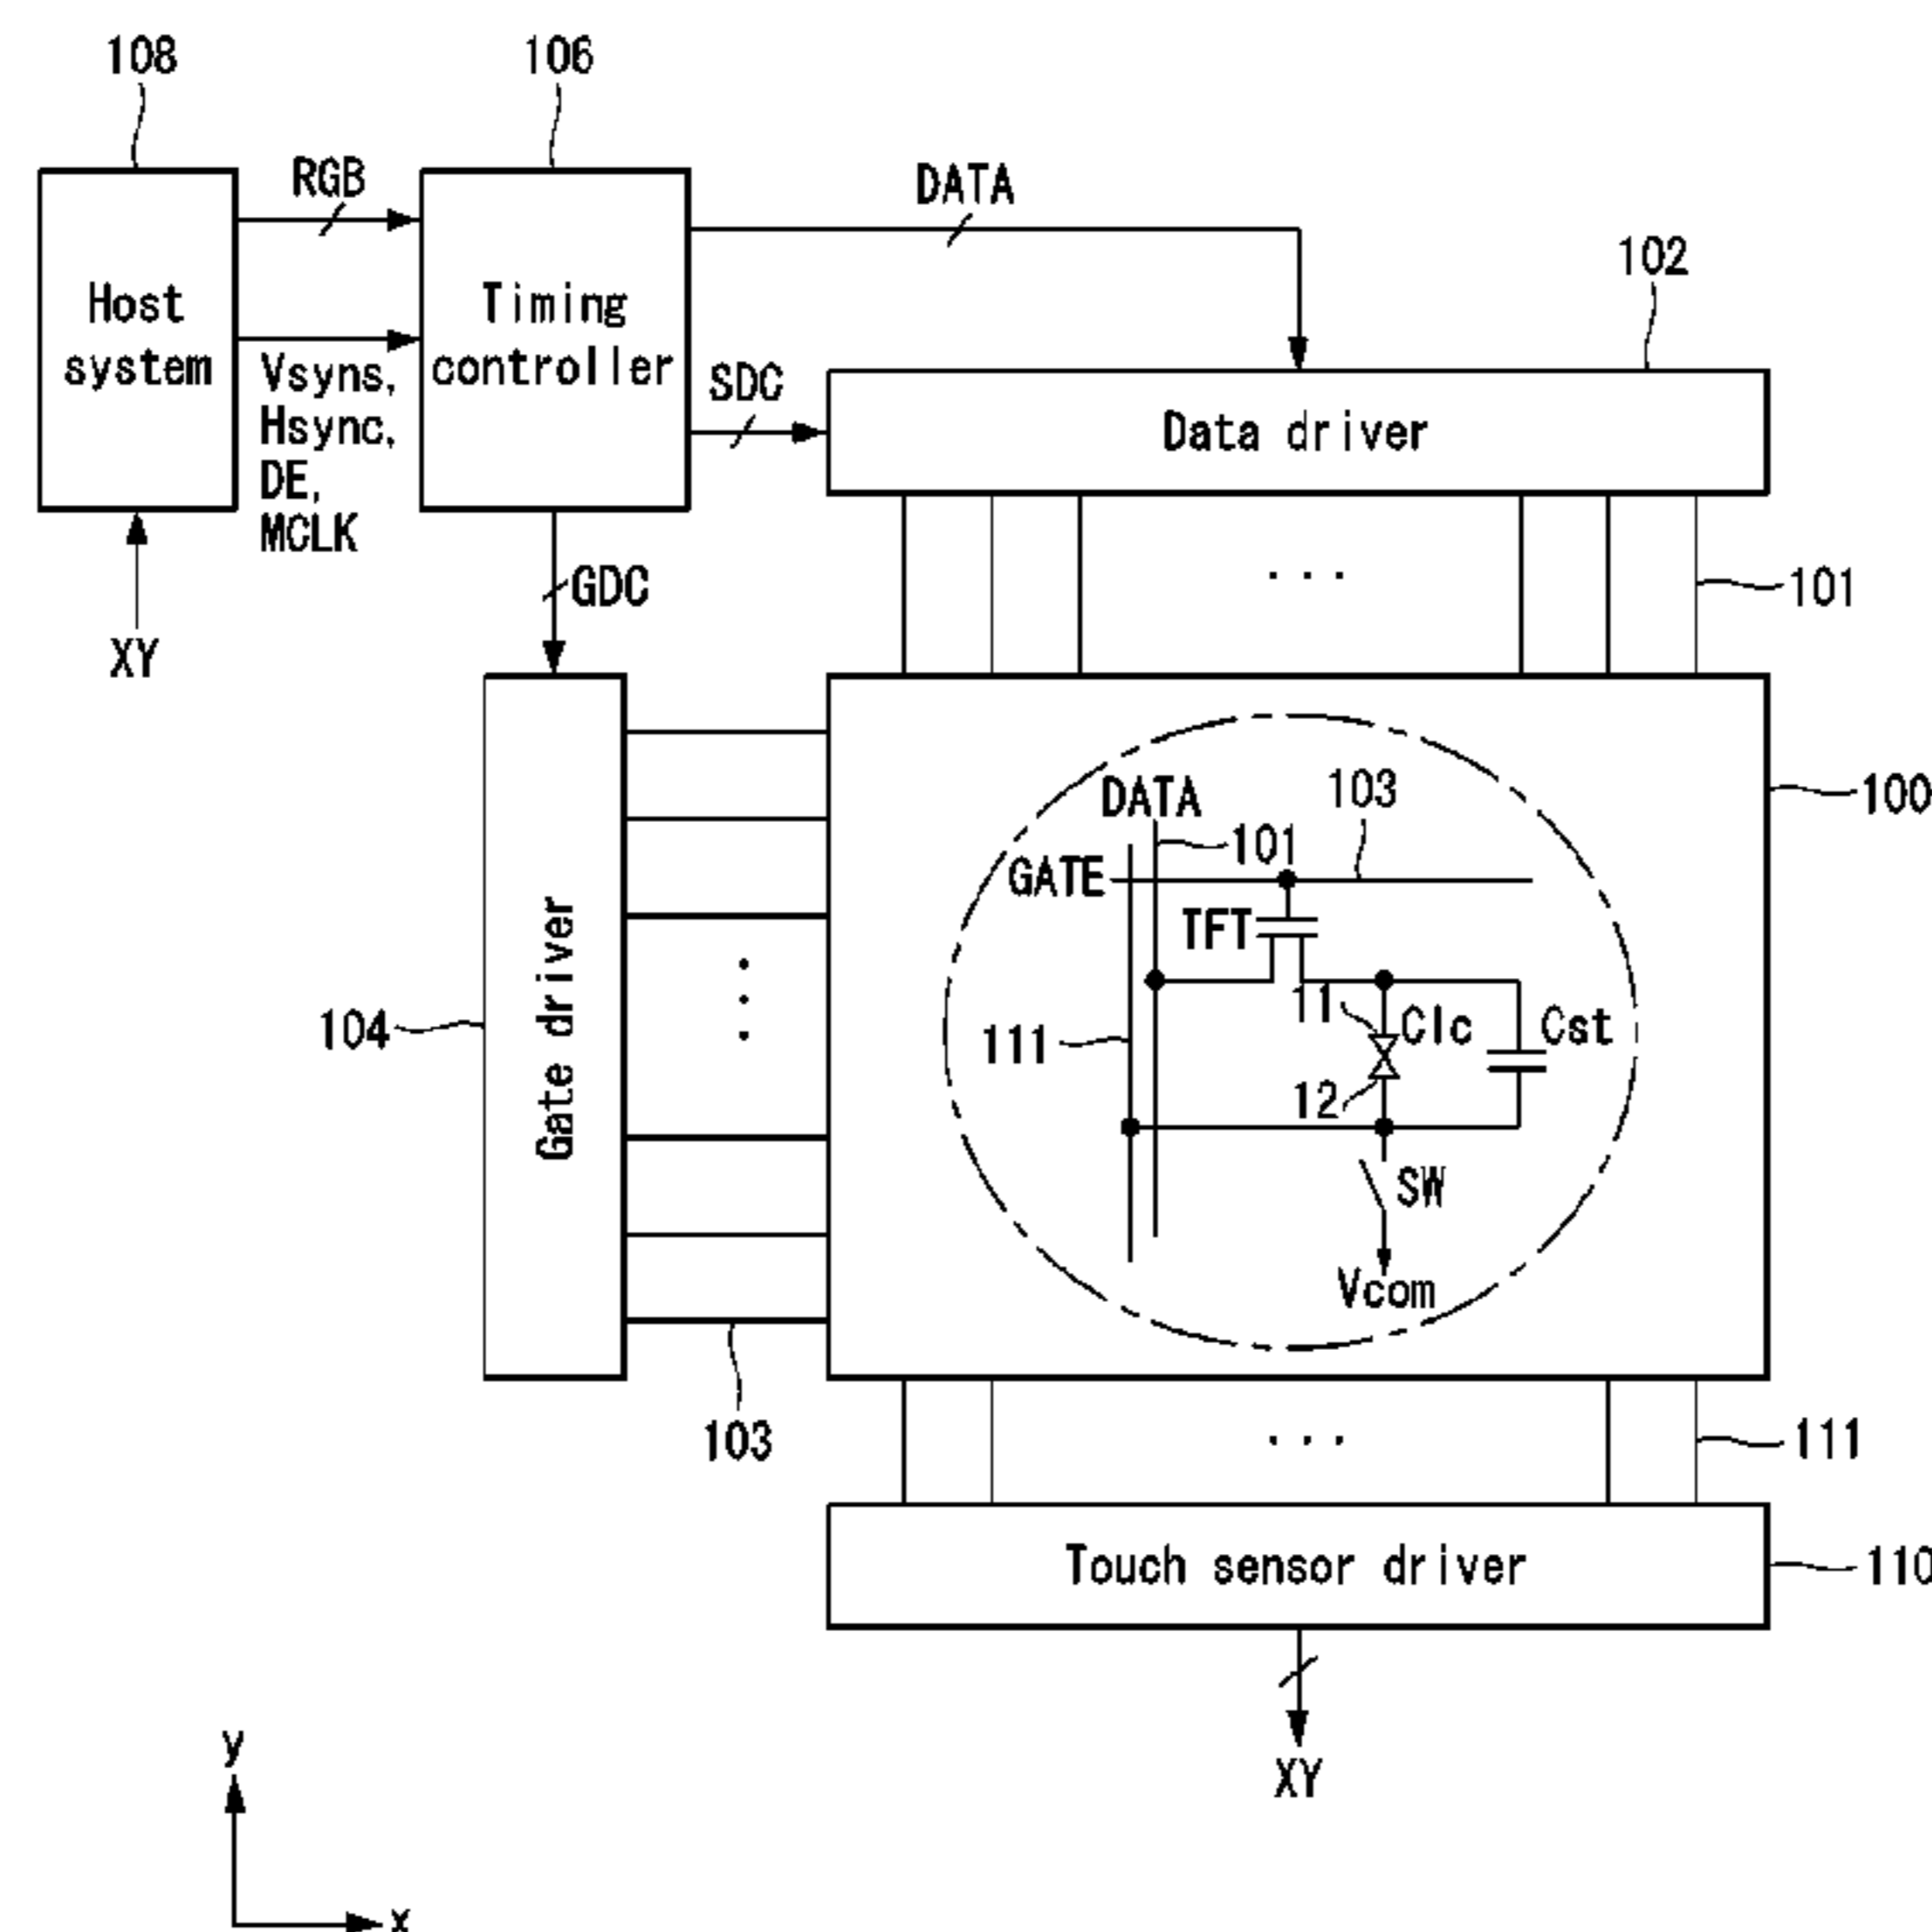 108
106
RGB
DATA
102
Host
system
Timing
controller
Vsyns,
Hsync,
DE,
MCLK
SDC
Data driver
GDC
101
XY
100
DATA
103
101
GATE
TFT
104
Gate driver
111
11
Clc
Cst
12
SW
Vcom
103
111
Touch sensor driver
110
XY
y
x